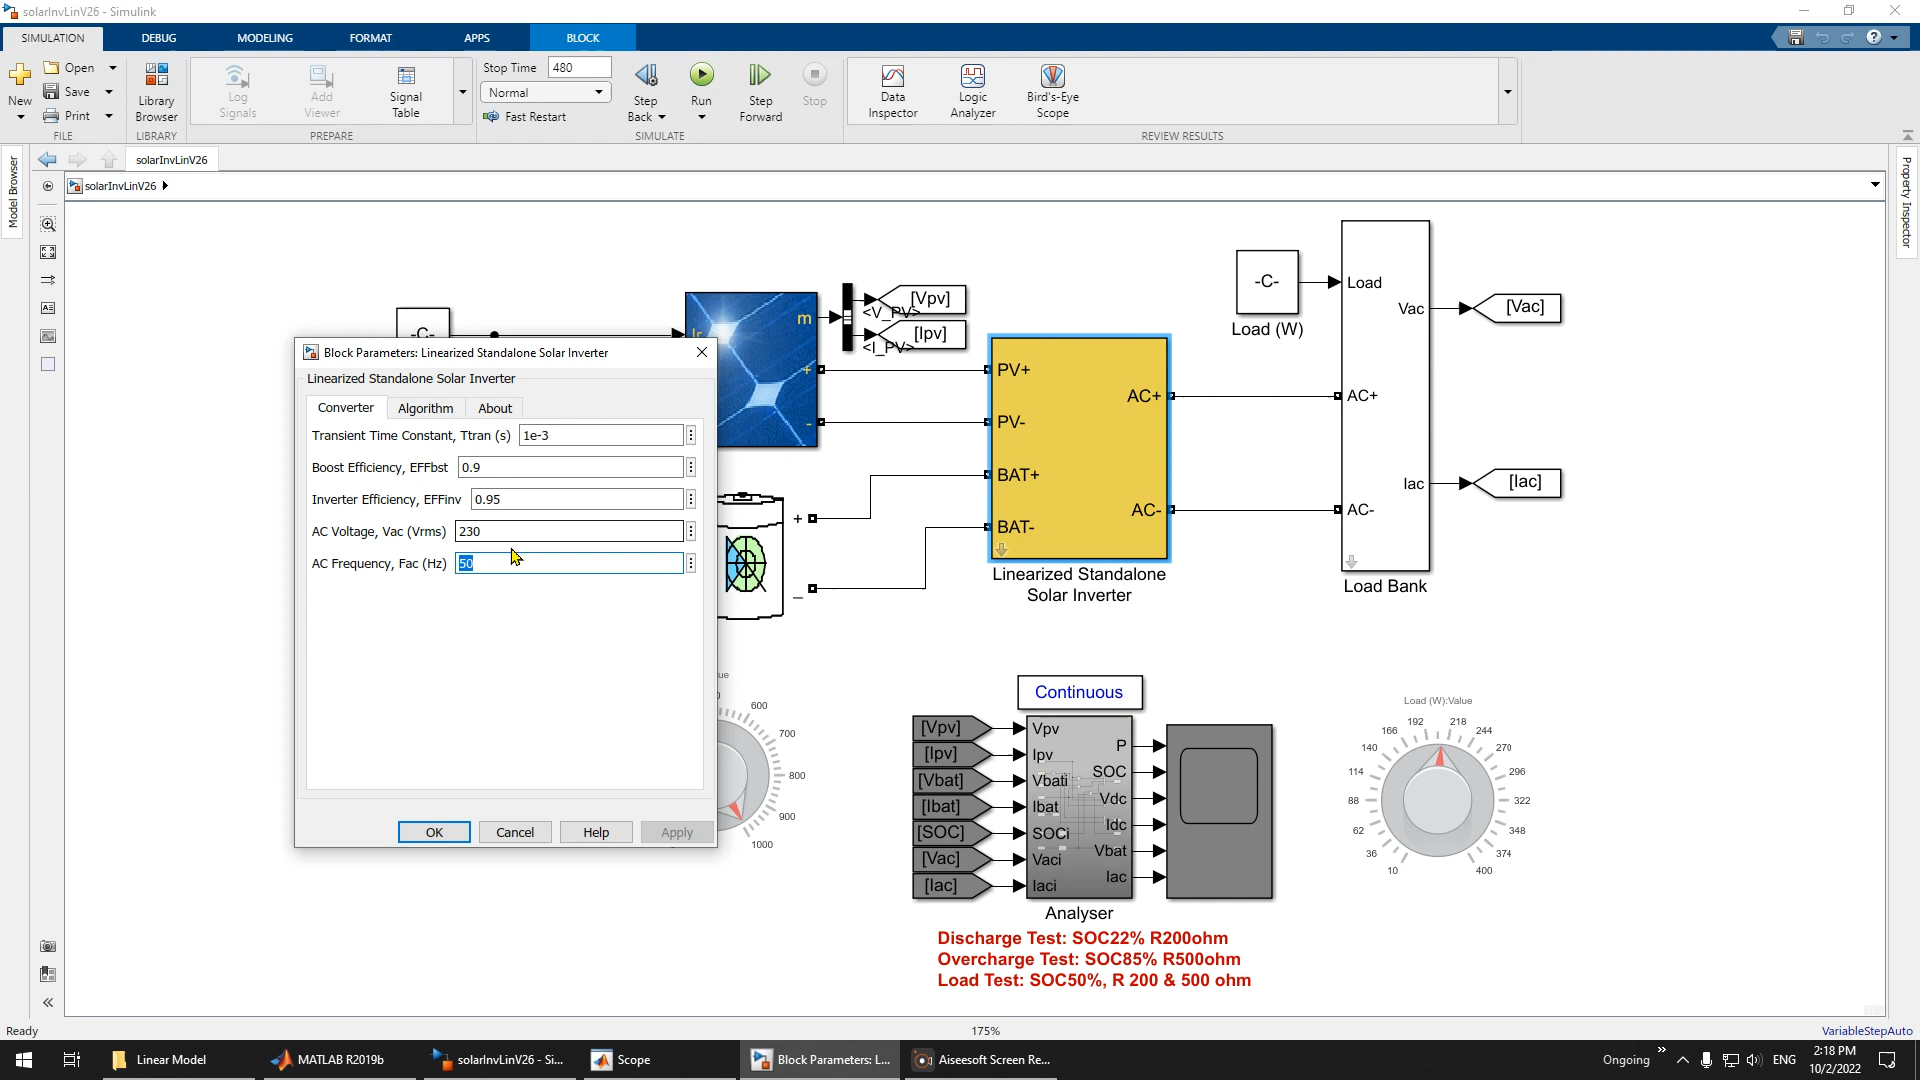 solarInvLinV26 - Simulink
SIMULATION DEBUG MODELING FORMAT APPS BLOCK
New
Open
Save
Print
FILE
Library Browser
LIBRARY
Log Signals
Add Viewer
Signal Table
PREPARE
Stop Time 480
Normal
Fast Restart
Step Back
Run
Step Forward
Stop
SIMULATE
Data Inspector
Logic Analyzer
Bird's-Eye Scope
REVIEW RESULTS
Model Browser
solarInvLinV26
solarInvLinV26
Property Inspector
-C-
Ir
m
+
-
[Vpv]
<V_PV>
[Ipv]
<I_PV>
PV+
PV-
BAT+
BAT-
AC+
AC-
Linearized Standalone
Solar Inverter
+
_
-C-
Load (W)
Load
Vac
AC+
Iac
AC-
Load Bank
[Vac]
[Iac]
Block Parameters: Linearized Standalone Solar Inverter
Linearized Standalone Solar Inverter
Converter Algorithm About
Transient Time Constant, Ttran (s) 1e-3
Boost Efficiency, EFFbst 0.9
Inverter Efficiency, EFFinv 0.95
AC Voltage, Vac (Vrms) 230
AC Frequency, Fac (Hz) 50
OK Cancel Help Apply
ue
600
700
800
900
1000
Continuous
[Vpv] Vpv
[Ipv] Ipv
[Vbat] Vbati
[Ibat] Ibat
[SOC] SOCi
[Vac] Vaci
[Iac] Iaci
P
SOC
Vdc
Idc
Vbat
Iac
Analyser
Discharge Test: SOC22% R200ohm
Overcharge Test: SOC85% R500ohm
Load Test: SOC50%, R 200 & 500 ohm
Load (W):Value
192 218
166 244
140 270
114 296
88 322
62 348
36 374
10 400
Ready
175%
VariableStepAuto
Linear Model
MATLAB R2019b
solarInvLinV26 - Si...
Scope
Block Parameters: L...
Aiseesoft Screen Re...
Ongoing
ENG
2:18 PM
10/2/2022